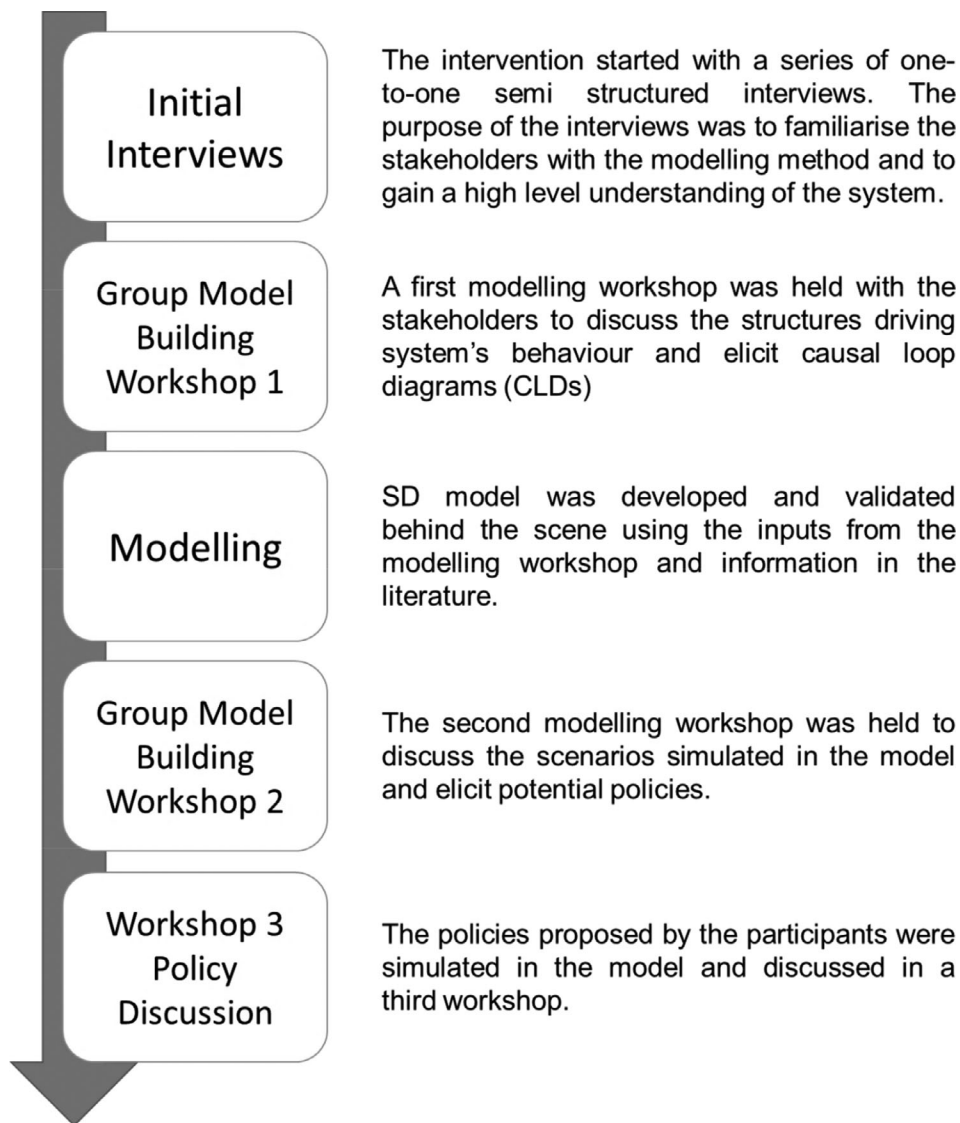 Initial
Interviews
The intervention started with a series of one-
to-one semi structured interviews. The
purpose of the interviews was to familiarise the
stakeholders with the modelling method and to
gain a high level understanding of the system.
Group Model
Building
Workshop 1
A first modelling workshop was held with the
stakeholders to discuss the structures driving
system’s behaviour and elicit causal loop
diagrams (CLDs)
Modelling
SD model was developed and validated
behind the scene using the inputs from the
modelling workshop and information in the
literature.
Group Model
Building
Workshop 2
The second modelling workshop was held to
discuss the scenarios simulated in the model
and elicit potential policies.
Workshop 3
Policy
Discussion
The policies proposed by the participants were
simulated in the model and discussed in a
third workshop.